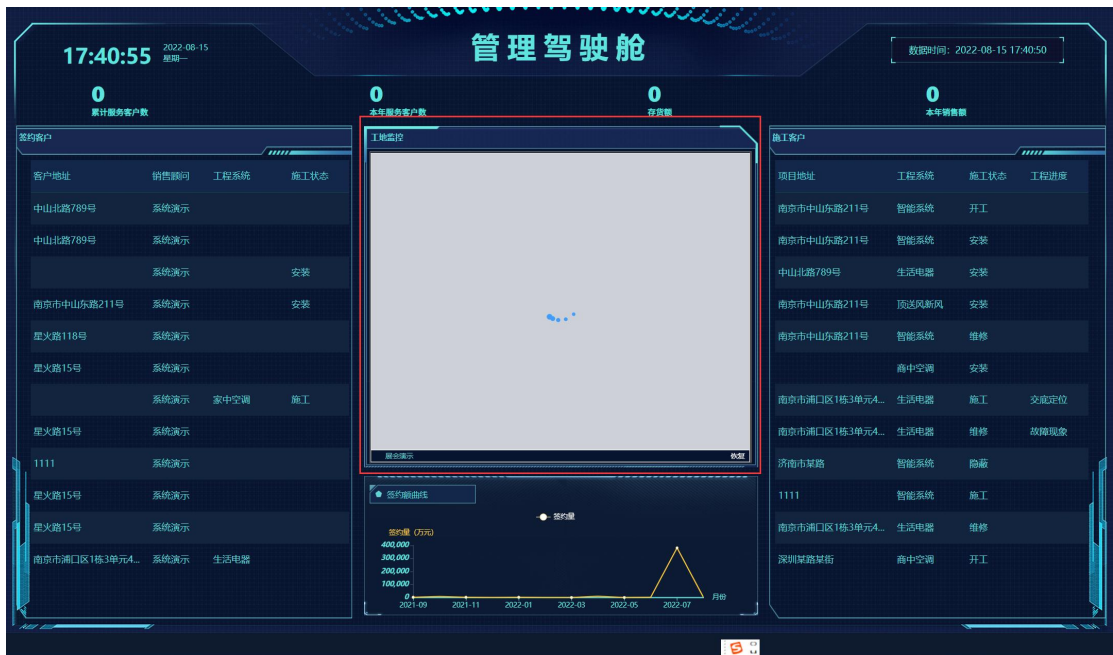 17:40:55
2022-08-15
星期一
管理驾驶舱
数据时间：2022-08-15 17:40:50
0
累计服务客户数
0
本年服务客户数
0
存货额
0
本年销售额
签约客户
客户地址 销售顾问 工程系统 施工状态
中山北路789号 系统演示
中山北路789号 系统演示
系统演示 安装
南京市中山东路211号 系统演示 安装
星火路118号 系统演示
星火路15号 系统演示
系统演示 家中空调 施工
星火路15号 系统演示
1111 系统演示
星火路15号 系统演示
星火路15号 系统演示
南京市浦口区1栋3单元4... 系统演示 生活电器
工地监控
展会演示 恢复
签约额曲线
签约量
签约量（万元）
400,000
300,000
200,000
100,000
0
2021-09 2021-11 2022-01 2022-03 2022-05 2022-07 月份
施工客户
项目地址 工程系统 施工状态 工程进度
南京市中山东路211号 智能系统 开工
南京市中山东路211号 智能系统 安装
中山北路789号 生活电器 安装
南京市中山东路211号 顶送风新风 安装
南京市中山东路211号 智能系统 维修
商中空调 安装
南京市浦口区1栋3单元4... 生活电器 施工 交底定位
南京市浦口区1栋3单元4... 生活电器 维修 故障现象
济南市某路 智能系统 隐蔽
1111 智能系统 施工
南京市浦口区1栋3单元4... 生活电器 维修
深圳某路某街 商中空调 开工